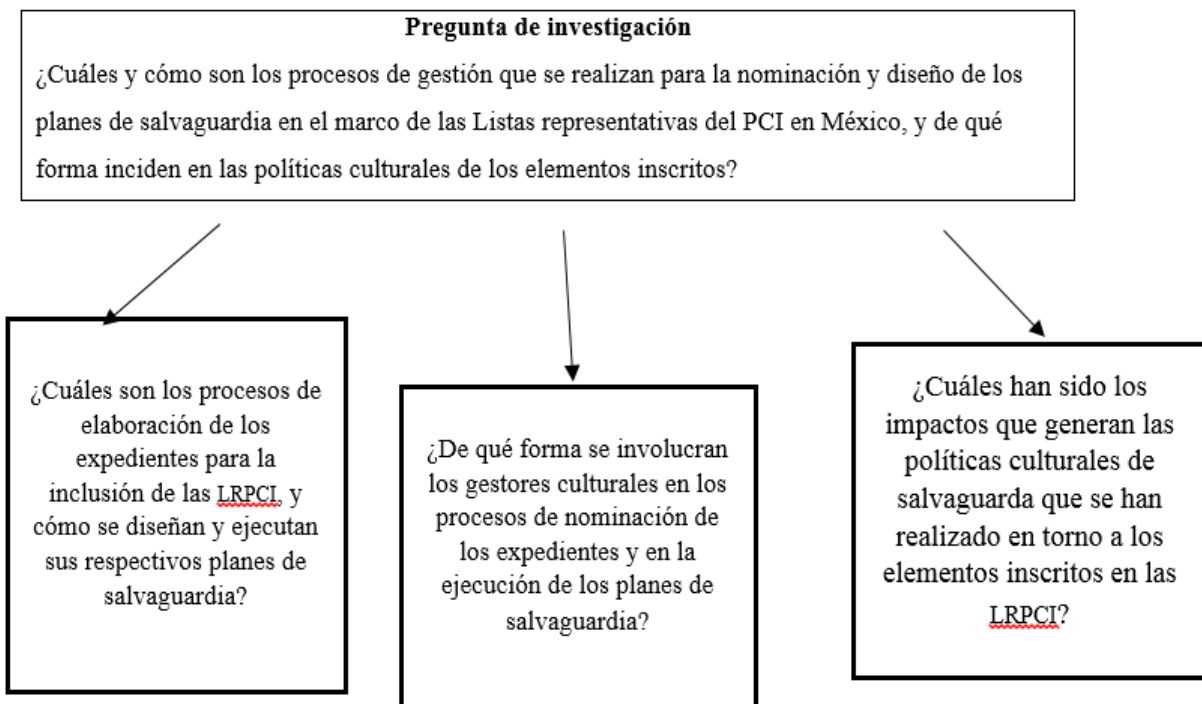 Pregunta de investigación
¿Cuáles y cómo son los procesos de gestión que se realizan para la nominación y diseño de los
planes de salvaguardia en el marco de las Listas representativas del PCI en México, y de qué
forma inciden en las políticas culturales de los elementos inscritos?
¿Cuáles son los procesos de
elaboración de los
expedientes para la
inclusión de las LRPCI, y
cómo se diseñan y ejecutan
sus respectivos planes de
salvaguardia?
¿De qué forma se involucran
los gestores culturales en los
procesos de nominación de
los expedientes y en la
ejecución de los planes de
salvaguardia?
¿Cuáles han sido los
impactos que generan las
políticas culturales de
salvaguarda que se han
realizado en torno a los
elementos inscritos en las
LRPCI?